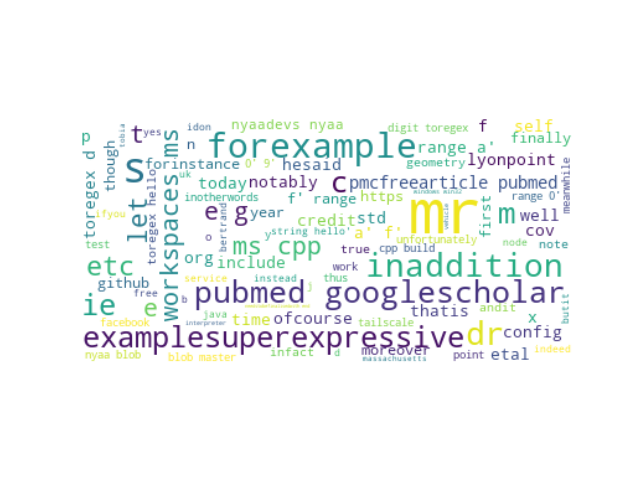 p
though
tobia
yes
t
idon
n
nyaadevs nyaa
digit toregex
f
self
finally
toregex d
s
workspaces ms
forexample
range a'
lyonpoint
forinstance
0' 9'
hesaid
geometry
meanwhile
let
toregex hello
uk
today
notably
c
pmcfreearticle pubmed
inotherwords
f' range
https
range 0'
windows win32
ifyou
e g
year
bertrand
credit
std
a' f'
mr
vehicle
first
m
well
cov
test
o
ms cpp
y
string hello'
unfortunately
node
note
etc
org
include
true
cpp build
inaddition
github
service
instead
work
thus
ie
free
e
b
pubmed googlescholar
j
butit
facebook
java
interpreter
time
ofcourse
tailscale
thatis
andit
x
examplesuperexpressive
dr
config
nyaa blob
blob master
infact
d
moreover
massachusetts
point
etal
indeed